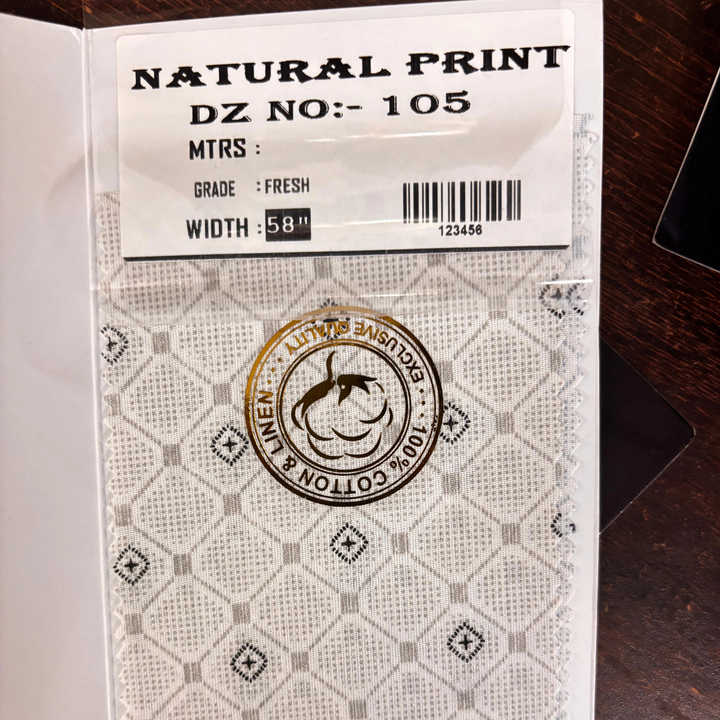 NATURAL PRINT
DZ NO:- 105
MTRS :
GRADE : FRESH
WIDTH : 58"
123456
EXCLUSIVE QUALITY
100% COTTON & LINEN